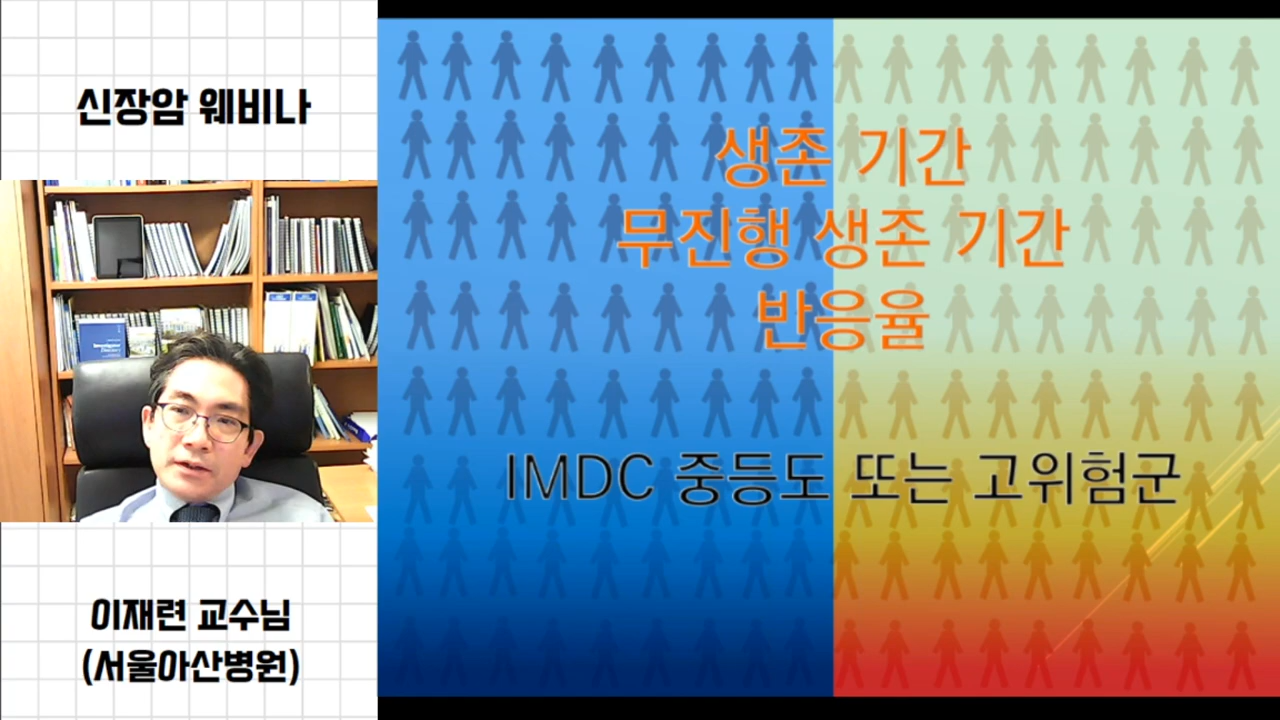 신장암 웨비나
이재련 교수님
(서울아산병원)
생존 기간
무진행 생존 기간
반응율
IMDC 중등도 또는 고위험군